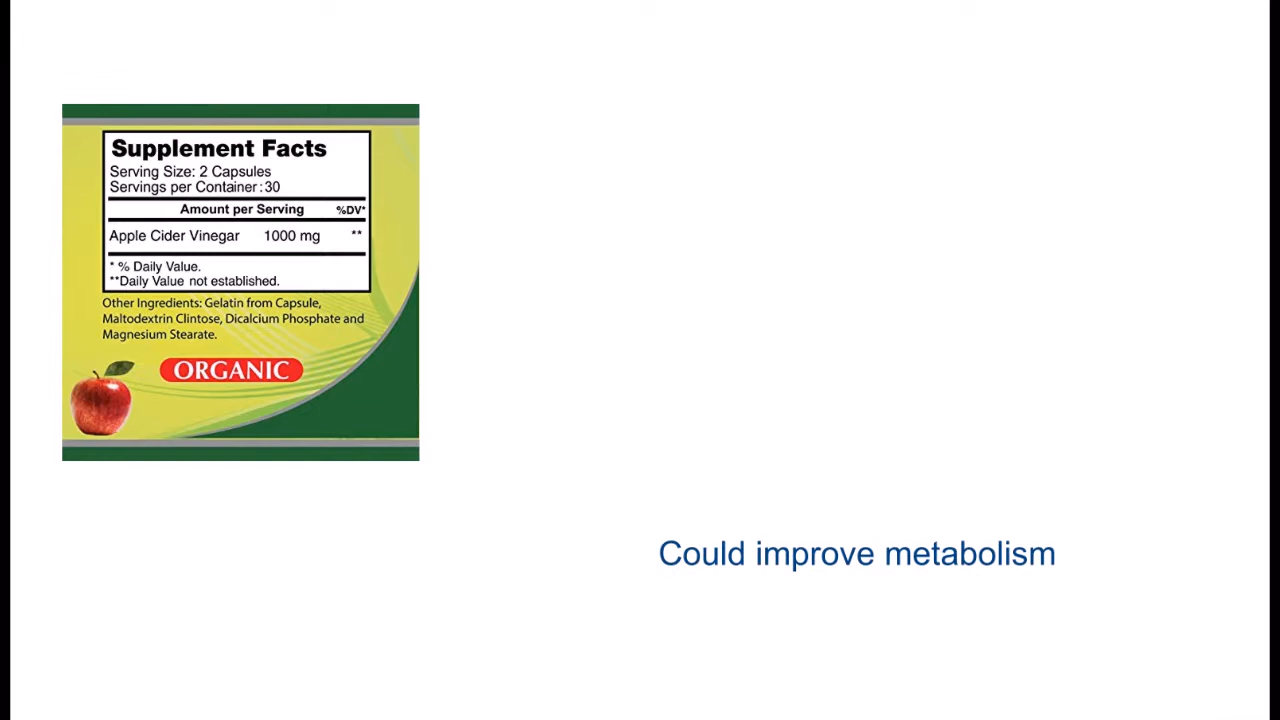 Supplement Facts
Serving Size: 2 Capsules
Servings per Container: 30
Amount per Serving %DV*
Apple Cider Vinegar 1000 mg **
* % Daily Value.
**Daily Value not established.
Other Ingredients: Gelatin from Capsule,
Maltodextrin Clintose, Dicalcium Phosphate and
Magnesium Stearate.
ORGANIC
Could improve metabolism